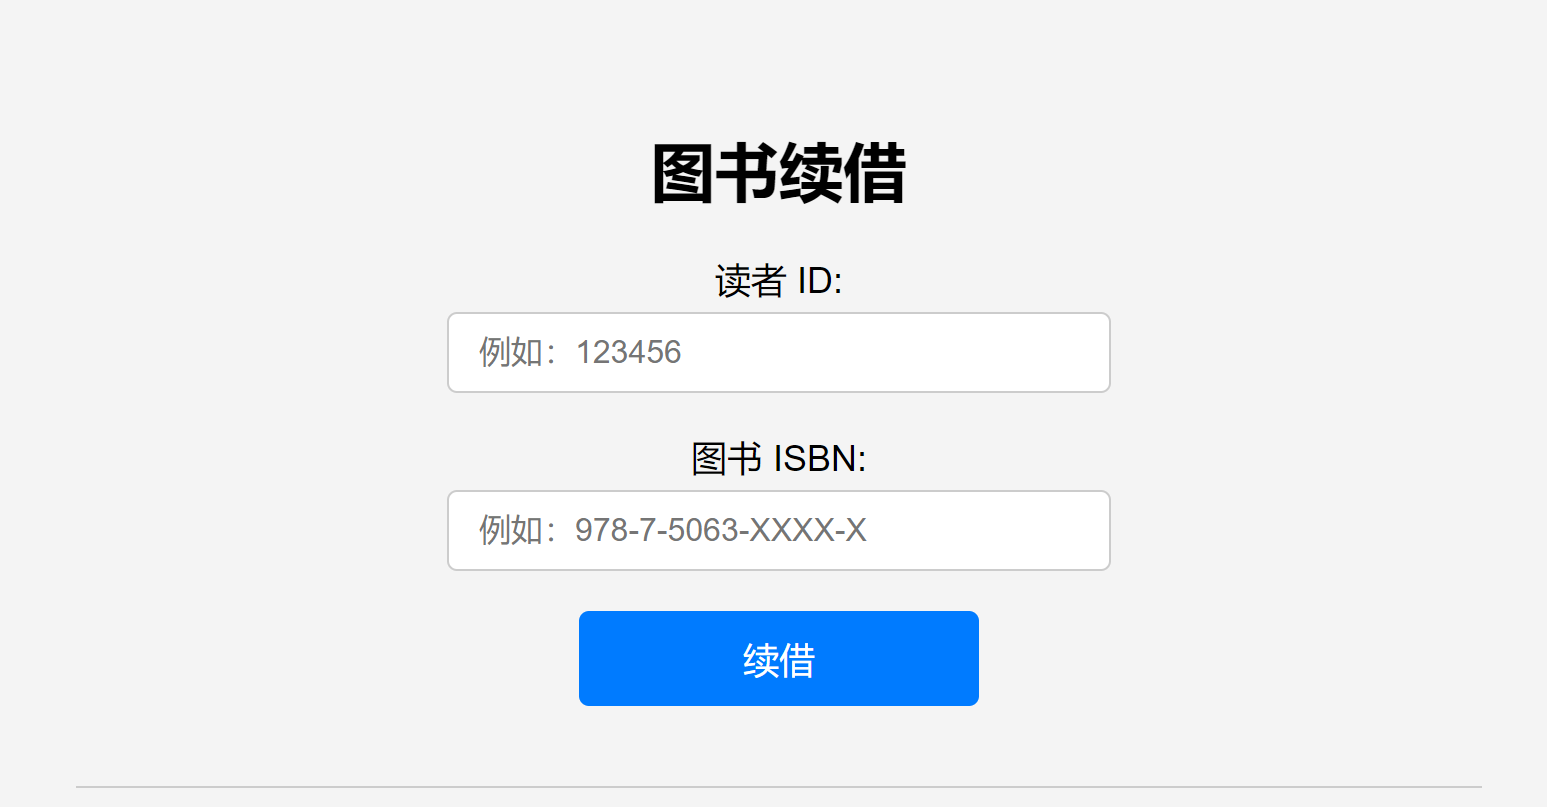 图书续借
读者 ID:
例如：123456
图书 ISBN:
例如：978-7-5063-XXXX-X
续借